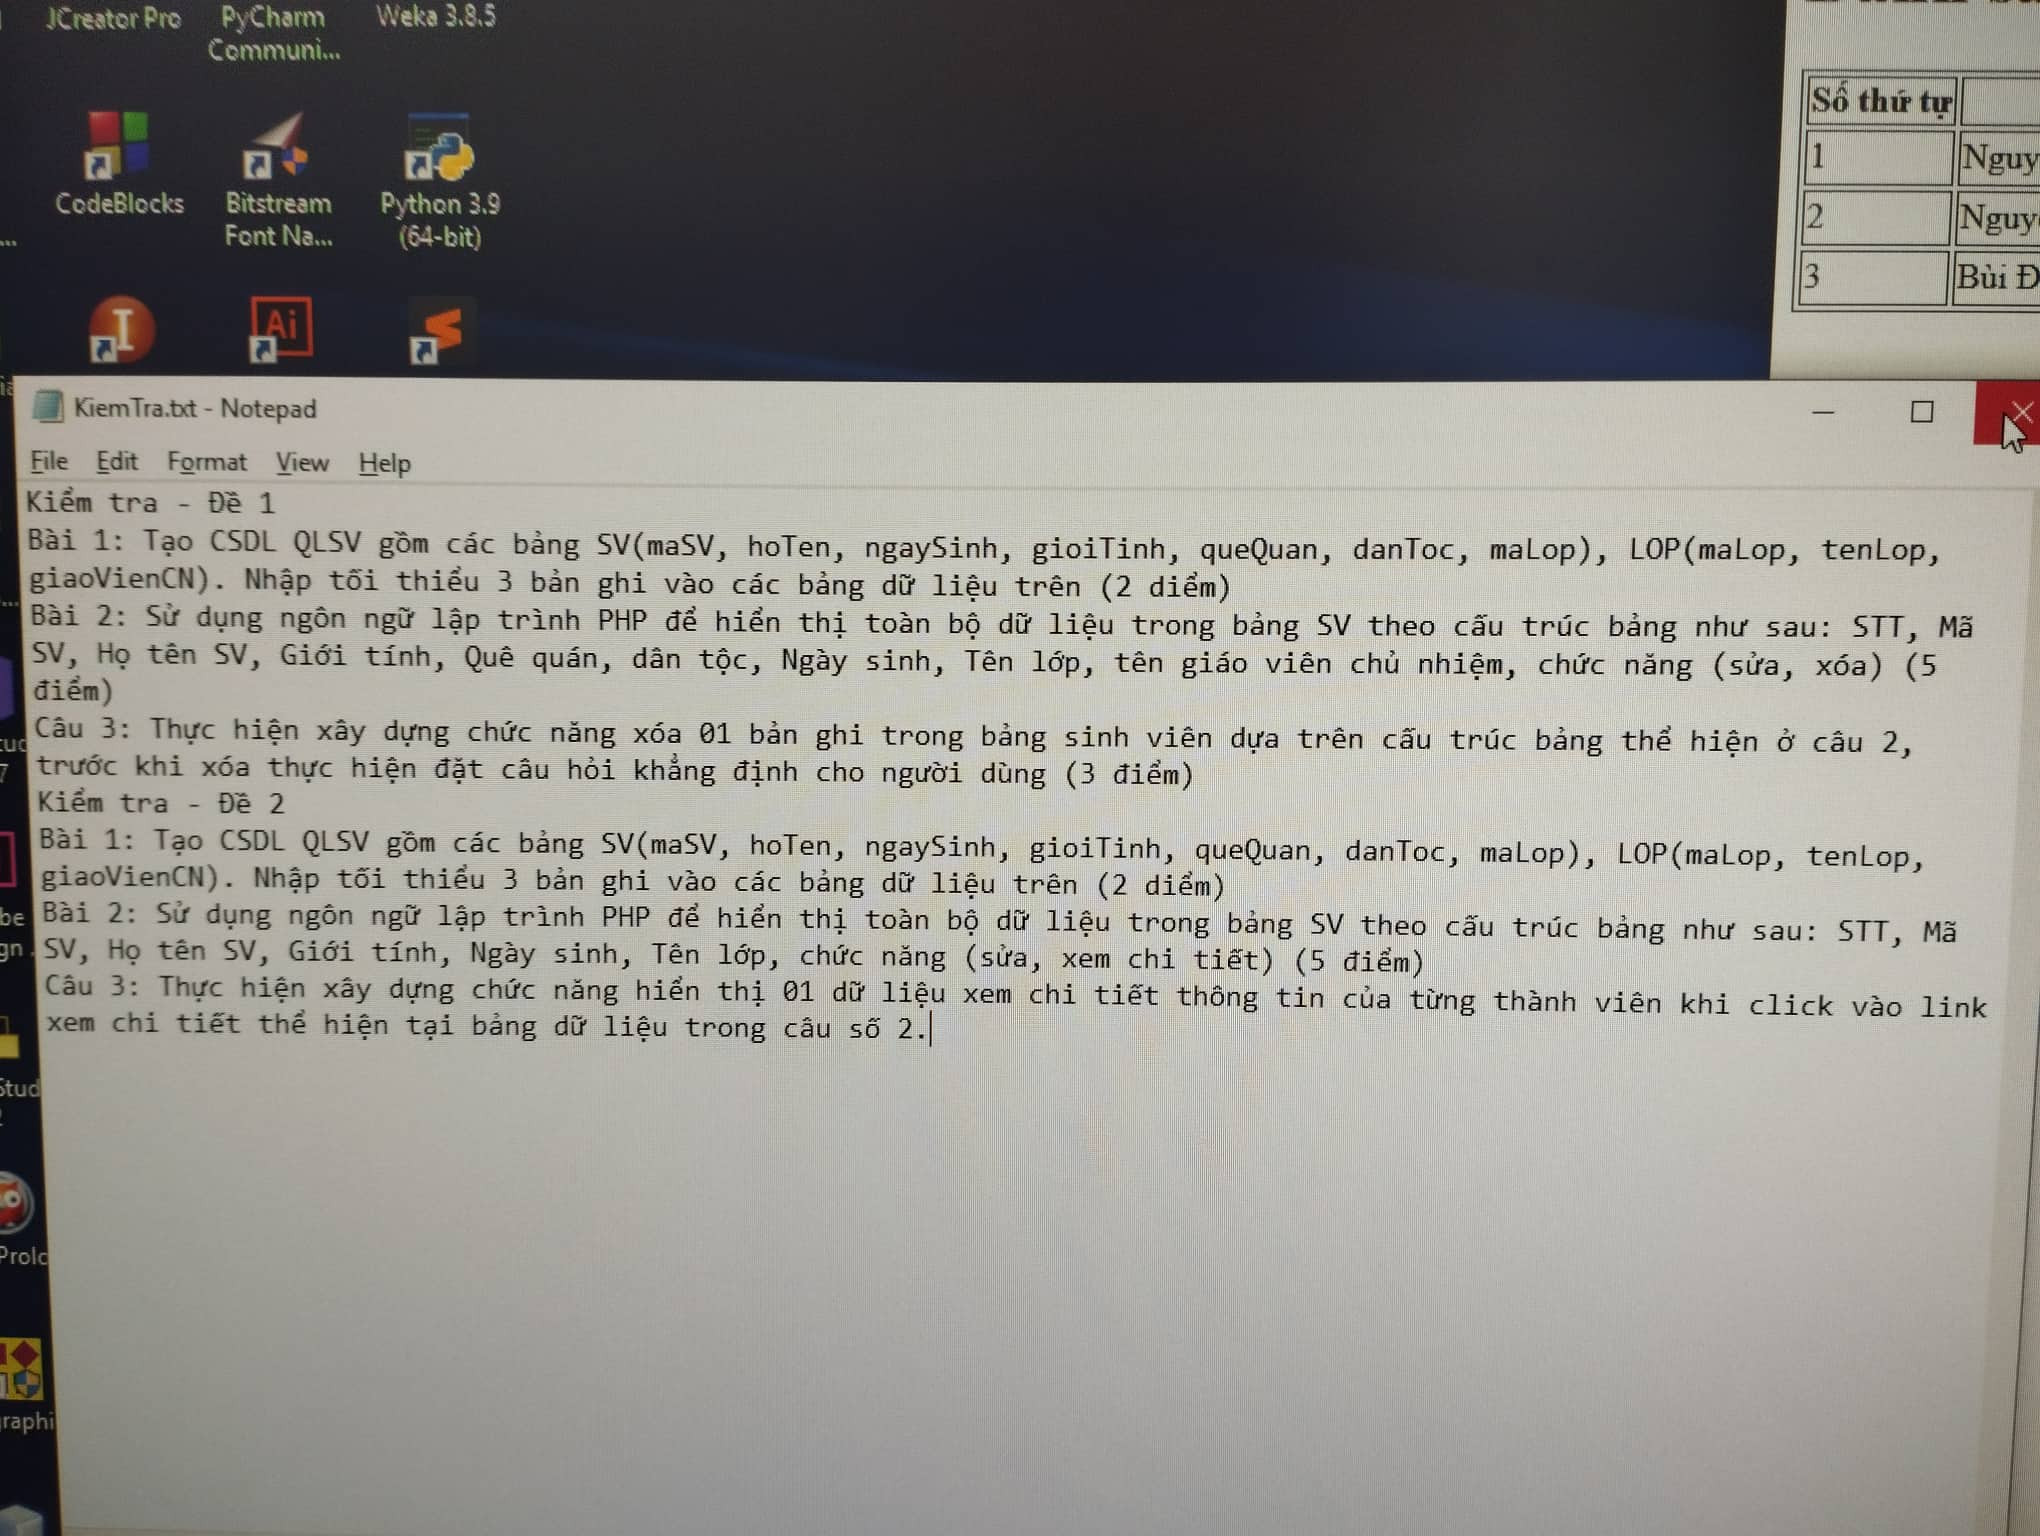 JCreator Pro
PyCharm
Communi...
Weka 3.8.5
CodeBlocks
Bitstream
Font Na...
Python 3.9
(64-bit)
Ai
Số thứ tự
1
2
3
Bùi Đ
KiemTra.txt - Notepad
File Edit Format View Help
Kiểm tra - Đề 1
Bài 1: Tạo CSDL QLSV gồm các bảng SV(maSV, hoTen, ngaySinh, gioiTinh, queQuan, danToc, maLop), LOP(maLop, tenLop,
giaoVienCN). Nhập tối thiểu 3 bản ghi vào các bảng dữ liệu trên (2 diểm)
Bài 2: Sử dụng ngôn ngữ lập trình PHP để hiển thị toàn bộ dữ liệu trong bảng SV theo cấu trúc bảng như sau: STT, Mã
SV, Họ tên SV, Giới tính, Quê quán, dân tộc, Ngày sinh, Tên lớp, tên giáo viên chủ nhiệm, chức năng (sửa, xóa) (5
điểm)
Câu 3: Thực hiện xây dựng chức năng xóa 01 bản ghi trong bảng sinh viên dựa trên cấu trúc bảng thể hiện ở câu 2,
trước khi xóa thực hiện đặt câu hỏi khẳng định cho người dùng (3 điểm)
Kiểm tra - Đề 2
Bài 1: Tạo CSDL QLSV gồm các bảng SV(maSV, hoTen, ngaySinh, gioiTinh, queQuan, danToc, maLop), LOP(maLop, tenLop,
giaoVienCN). Nhập tối thiểu 3 bản ghi vào các bảng dữ liệu trên (2 diểm)
Bài 2: Sử dụng ngôn ngữ lập trình PHP để hiển thị toàn bộ dữ liệu trong bảng SV theo cấu trúc bảng như sau: STT, Mã
SV, Họ tên SV, Giới tính, Ngày sinh, Tên lớp, chức năng (sửa, xem chi tiết) (5 điểm)
Câu 3: Thực hiện xây dựng chức năng hiển thị 01 dữ liệu xem chi tiết thông tin của từng thành viên khi click vào link
xem chi tiết thể hiện tại bảng dữ liệu trong câu số 2.